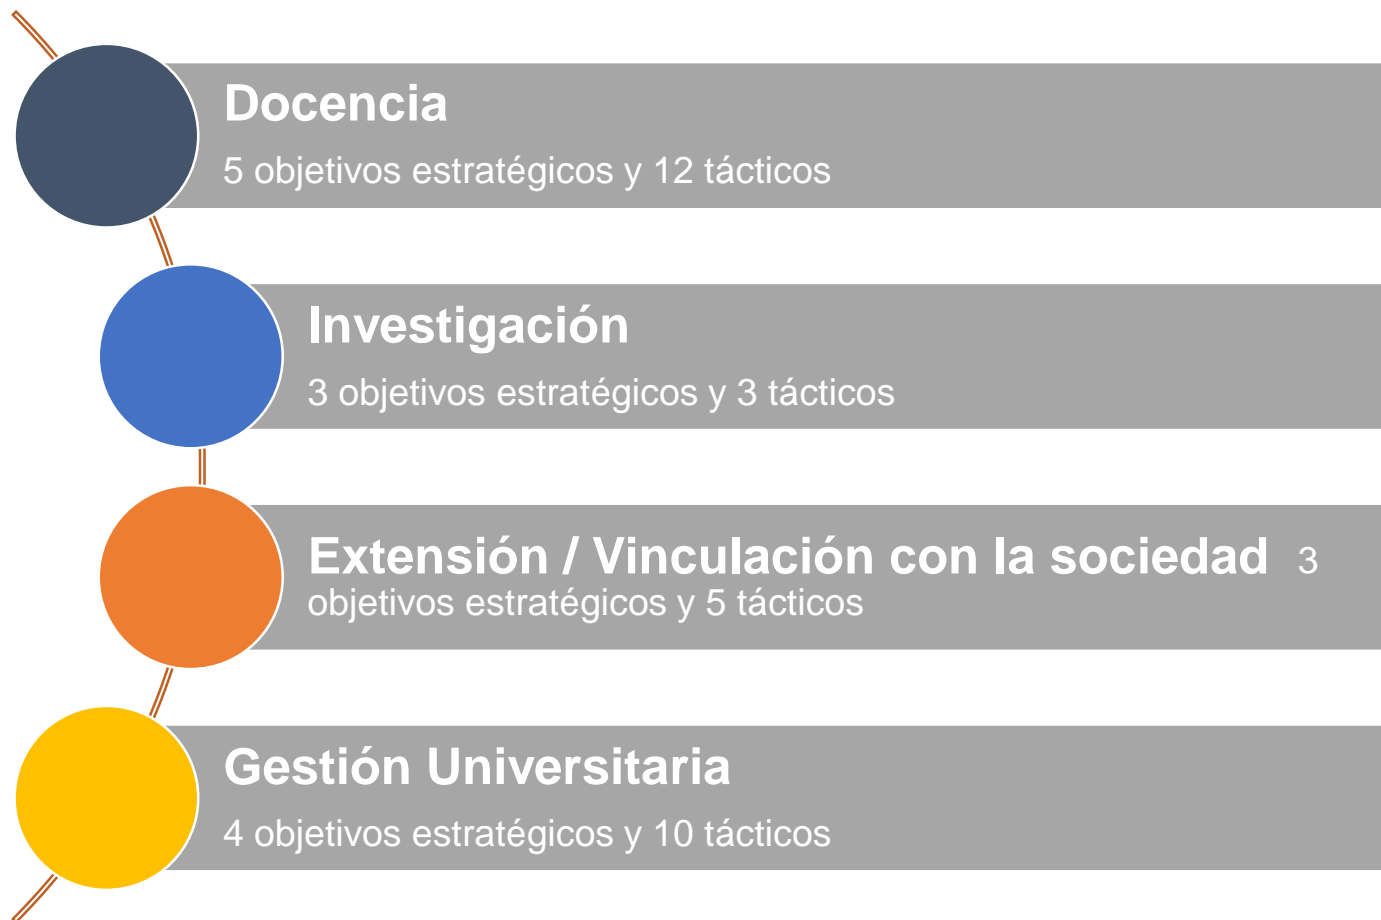 Docencia
5 objetivos estratégicos y 12 tácticos
Investigación
3 objetivos estratégicos y 3 tácticos
Extensión / Vinculación con la sociedad 3
objetivos estratégicos y 5 tácticos
Gestión Universitaria
4 objetivos estratégicos y 10 tácticos